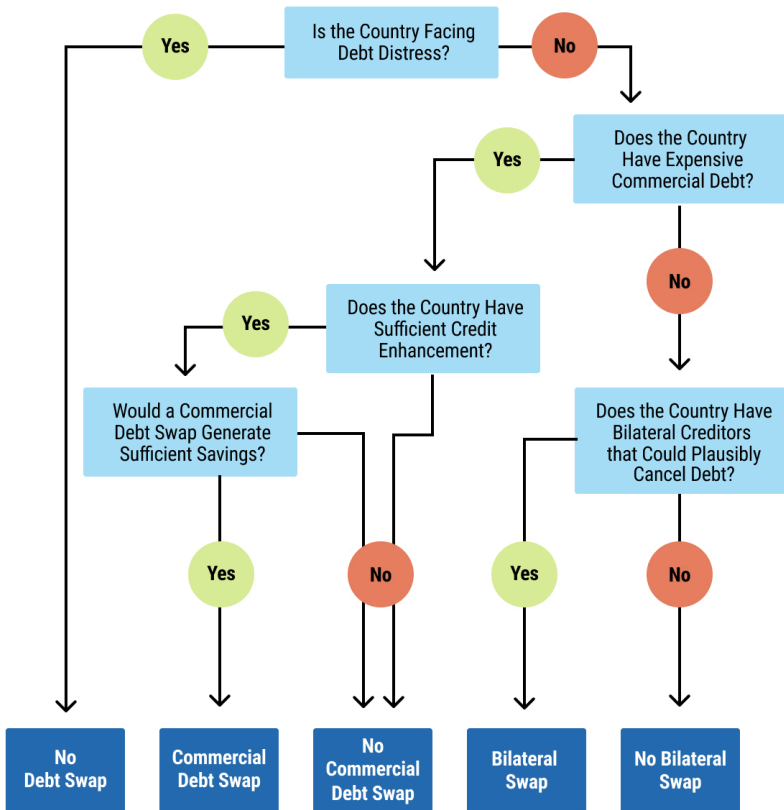 Is the Country Facing
Debt Distress?
Yes
No
Does the Country
Have Expensive
Commercial Debt?
Yes
No
Does the Country Have
Sufficient Credit
Enhancement?
Yes
Would a Commercial
Debt Swap Generate
Sufficient Savings?
Does the Country Have
Bilateral Creditors
that Could Plausibly
Cancel Debt?
Yes
No
Yes
No
No
Debt Swap
Commercial
Debt Swap
No
Commercial
Debt Swap
Bilateral
Swap
No Bilateral
Swap